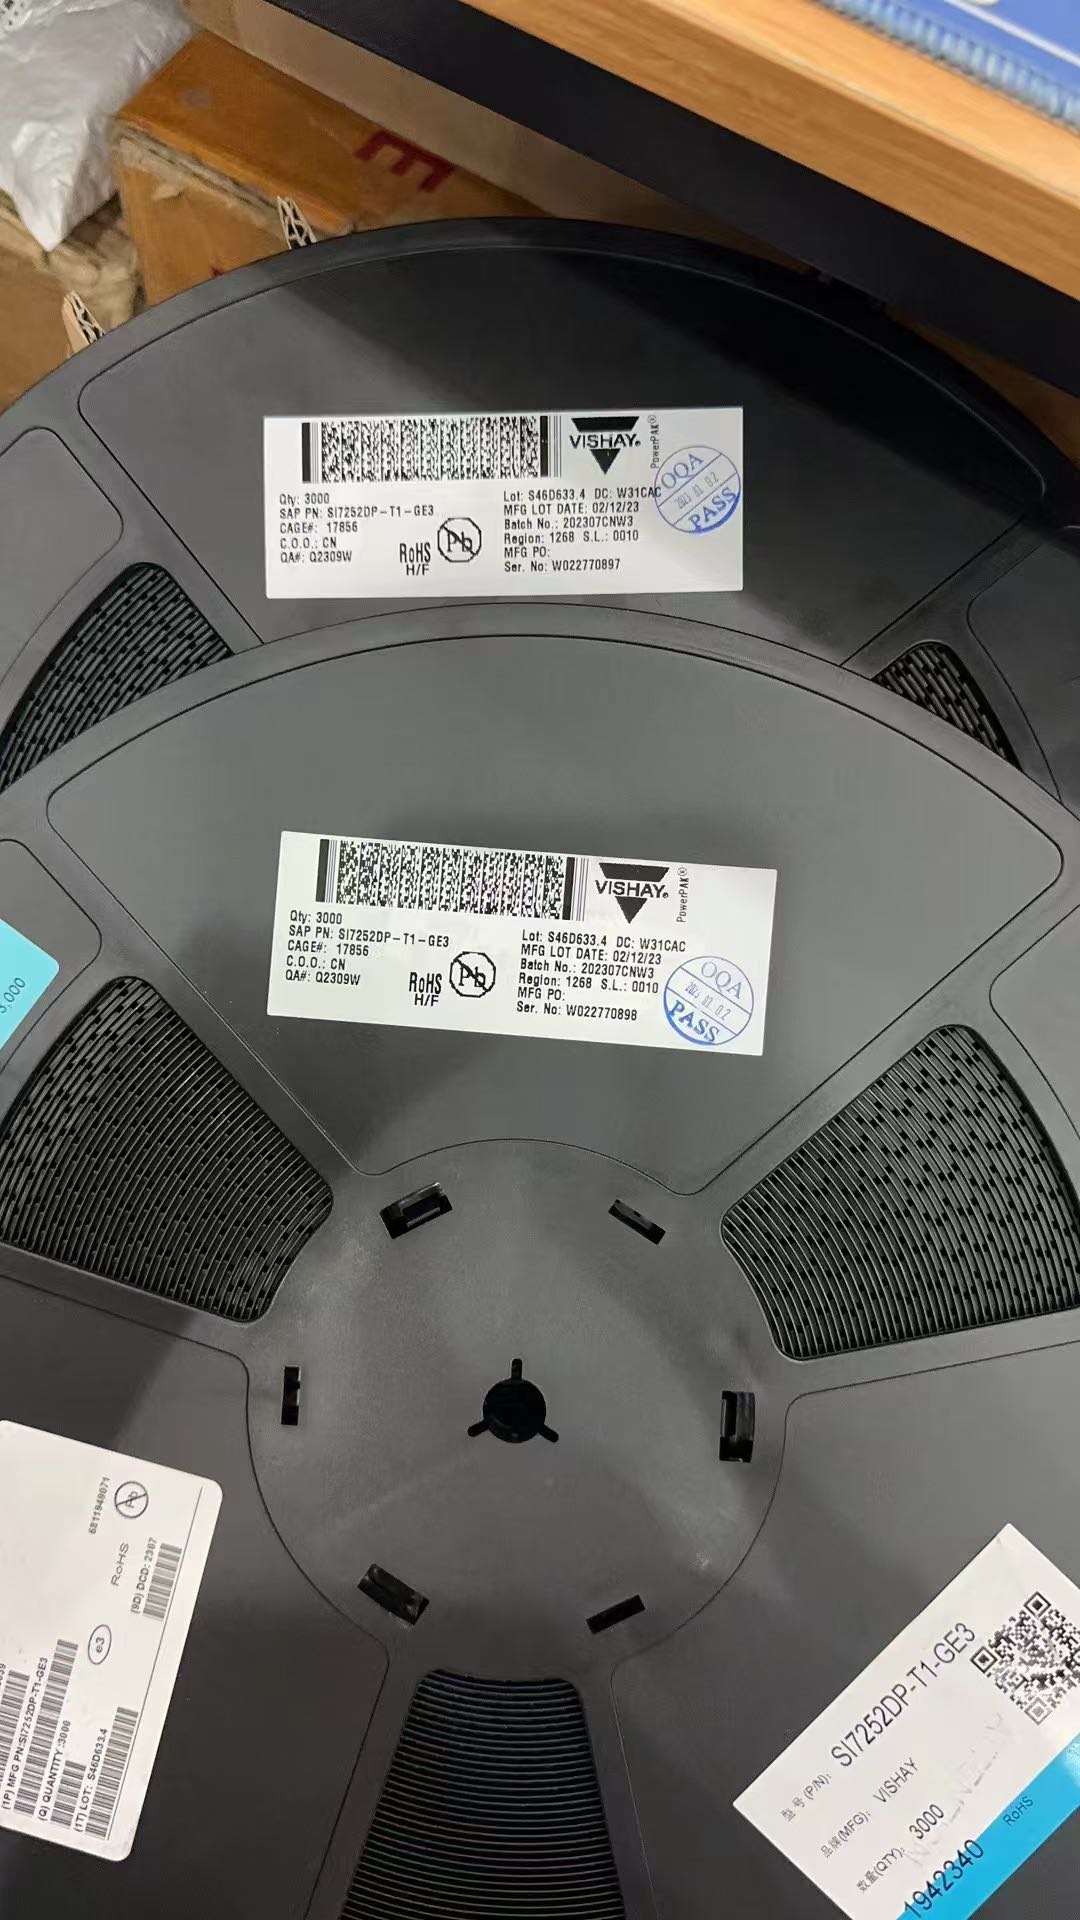 E
VISHAY®
PowerPAK®
Qty: 3000
SAP PN: SI7252DP-T1-GE3
CAGE#: 17856
C.O.O.: CN
QA#: Q2309W
RoHS
H/F
Pb
Lot: S46D633.4 DC: W31CAC
MFG LOT DATE: 02/12/23
Batch No.: 202307CNW3
Region: 1268 S.L.: 0010
MFG PO:
Ser. No: W022770897
OQA
PASS
VISHAY®
PowerPAK®
Qty: 3000
SAP PN: SI7252DP-T1-GE3
CAGE#: 17856
C.O.O.: CN
QA#: Q2309W
RoHS
H/F
Pb
Lot: S46D633.4 DC: W31CAC
MFG LOT DATE: 02/12/23
Batch No.: 202307CNW3
Region: 1268 S.L.: 0010
MFG PO:
Ser. No: W022770898
OQA
PASS
3,000
(1P) MFG PN:SI7252DP-T1-GE3
(Q) QUANTITY:3000
(1T) LOT: S46D633.4
e3
RoHS
Pb
6811949071
(9D) DCD: 2307
型号(P/N): SI7252DP-T1-GE3
品牌(MFG): VISHAY
数量(QTY): 3000
1942340
RoHS